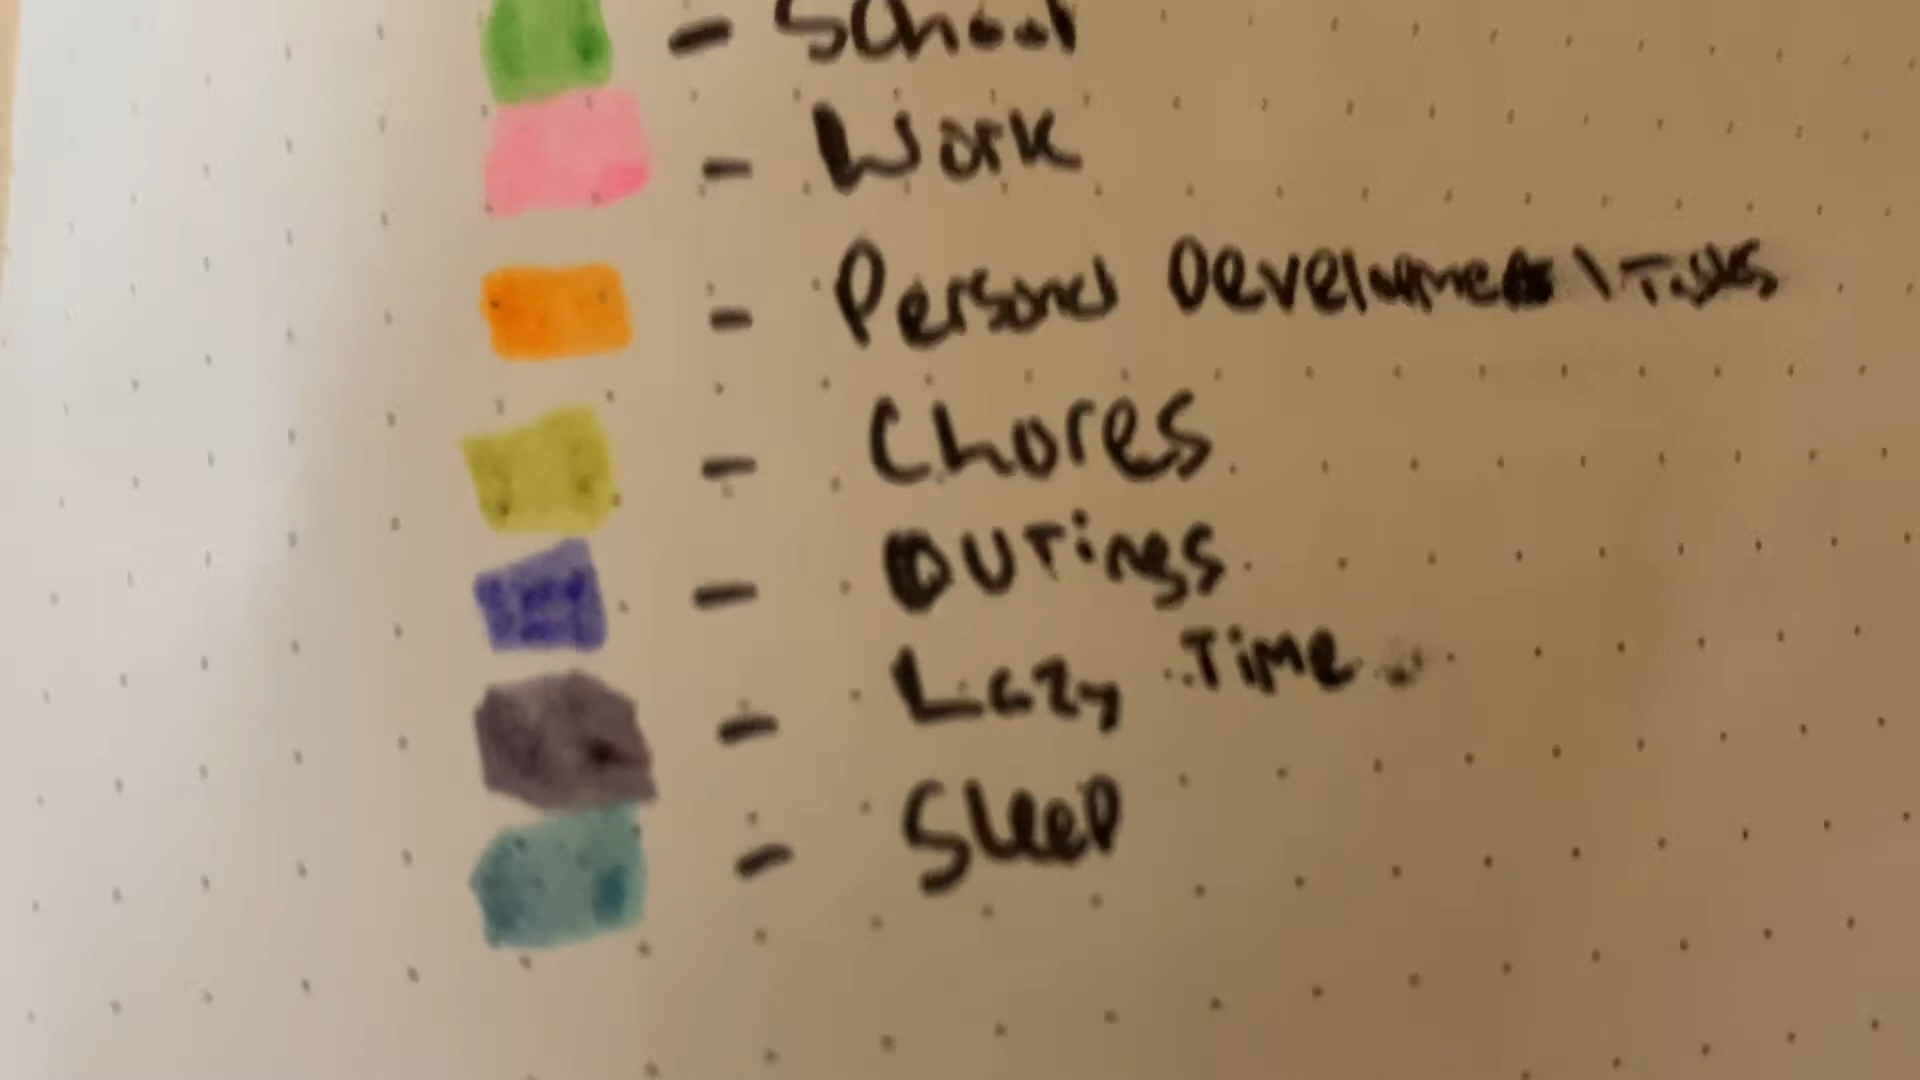 - School
- Work
- Personal Development \ Tasks
- Chores
- Outings
- Lazy Time
- Sleep